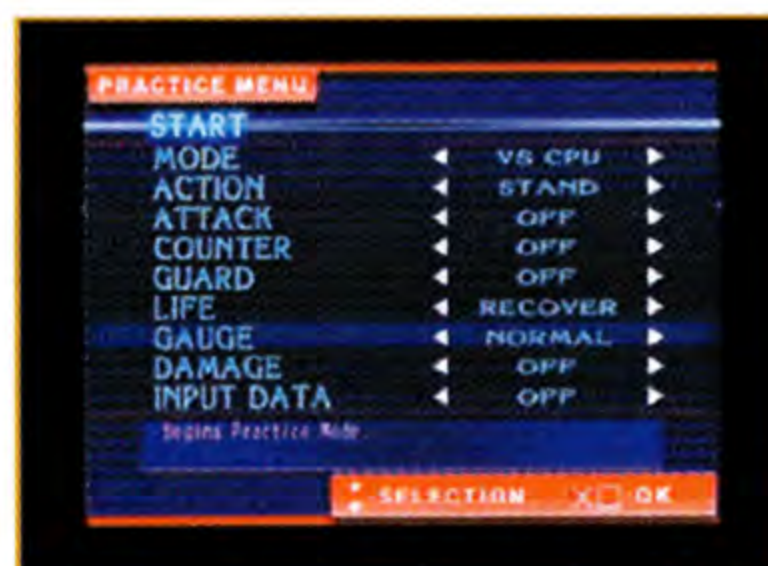 PRACTICE MENU
START
MODE ◀ VS CPU ▶
ACTION ◀ STAND ▶
ATTACK ◀ OFF ▶
COUNTER ◀ OFF ▶
GUARD ◀ OFF ▶
LIFE ◀ RECOVER ▶
GAUGE ◀ NORMAL ▶
DAMAGE ◀ OFF ▶
INPUT DATA ◀ OFF ▶
Begins Practice Mode.
:SELECTION X□:OK